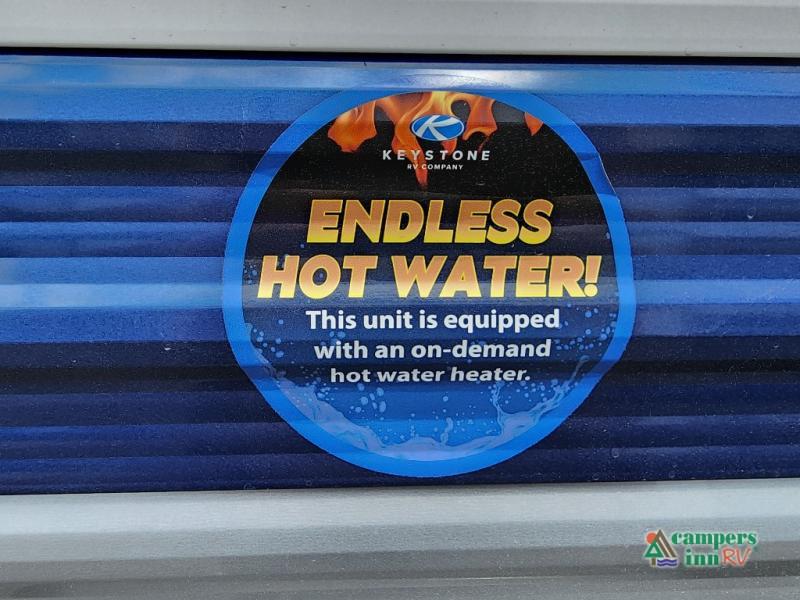 K
KEYSTONE
RV COMPANY
ENDLESS
HOT WATER!
This unit is equipped
with an on-demand
hot water heater.
campers
inn RV